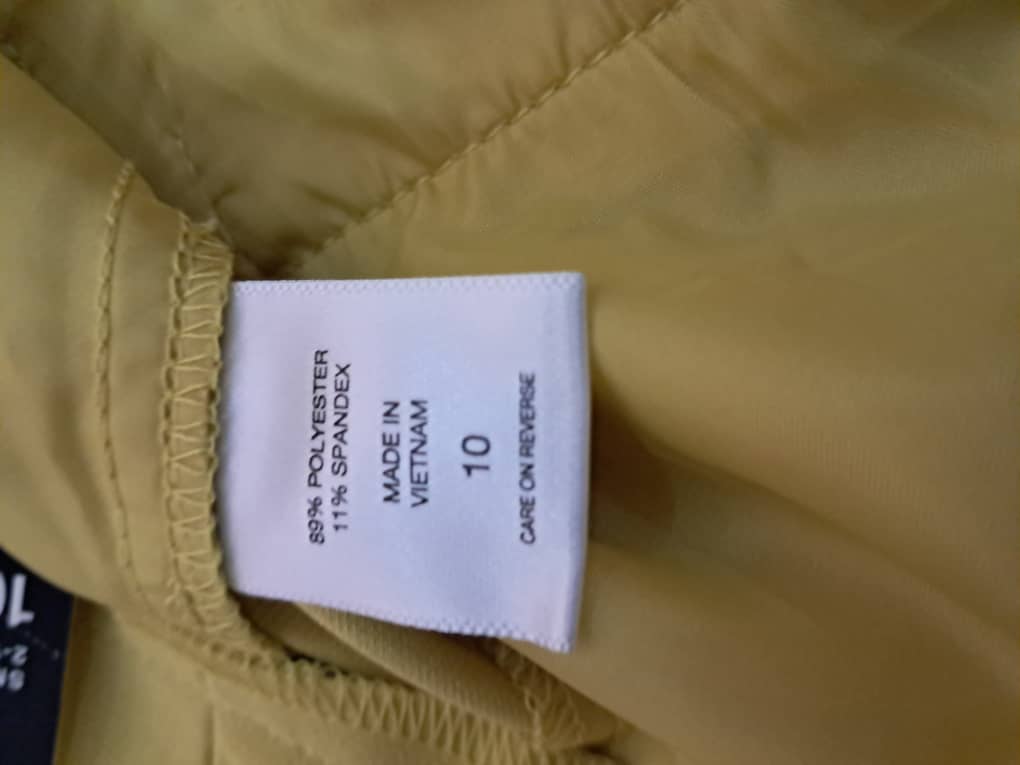 89% POLYESTER
11% SPANDEX
MADE IN
VIETNAM
10
CARE ON REVERSE